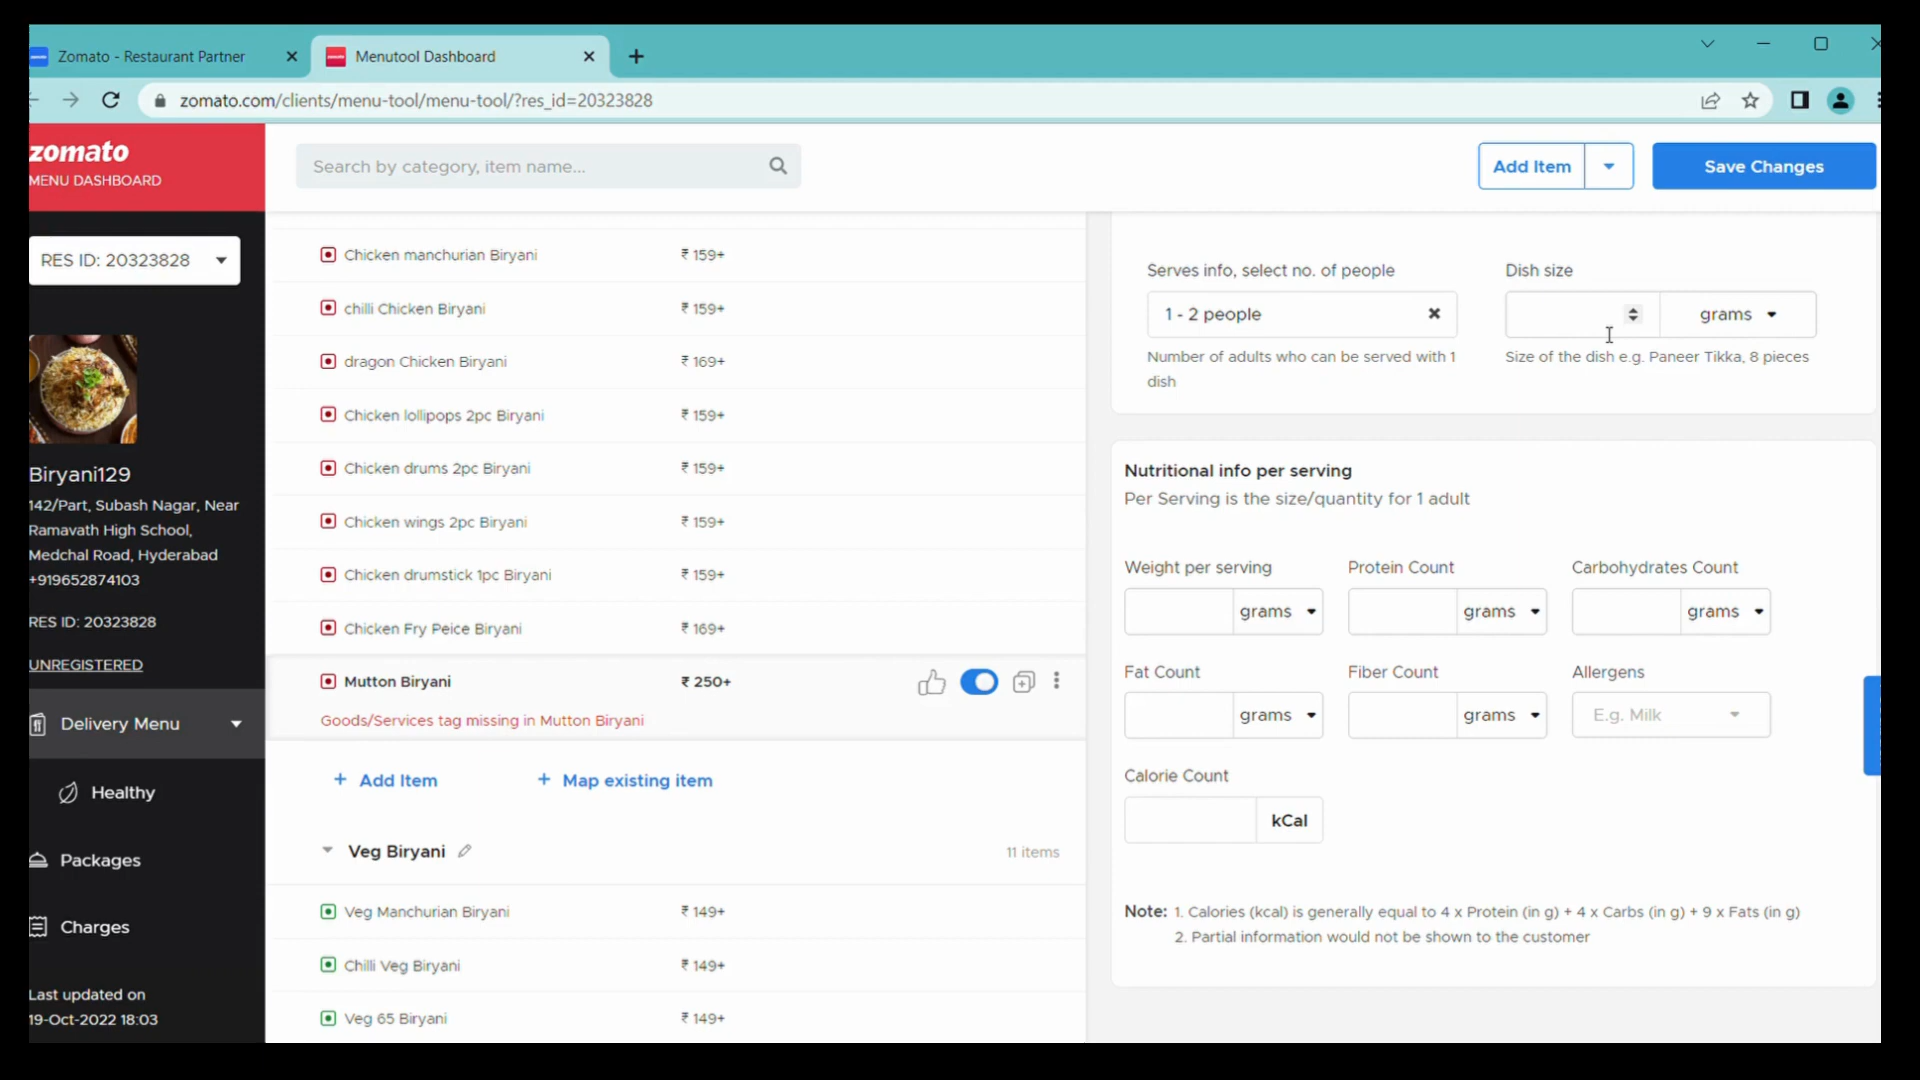 Zomato - Restaurant Partner
Menutool Dashboard
zomato.com/clients/menu-tool/menu-tool/?res_id=20323828
zomato
MENU DASHBOARD
Search by category, item name...
Add Item
Save Changes
RES ID: 20323828
Biryani129
142/Part, Subash Nagar, Near
Ramavath High School,
Medchal Road, Hyderabad
+919652874103
RES ID: 20323828
UNREGISTERED
Delivery Menu
Healthy
Packages
Charges
Last updated on
19-Oct-2022 18:03
Chicken manchurian Biryani ₹ 159+
chilli Chicken Biryani ₹ 159+
dragon Chicken Biryani ₹ 169+
Chicken lollipops 2pc Biryani ₹ 159+
Chicken drums 2pc Biryani ₹ 159+
Chicken wings 2pc Biryani ₹ 159+
Chicken drumstick 1pc Biryani ₹ 159+
Chicken Fry Peice Biryani ₹ 169+
Mutton Biryani ₹ 250+
Goods/Services tag missing in Mutton Biryani
+ Add Item + Map existing item
Veg Biryani 11 items
Veg Manchurian Biryani ₹ 149+
Chilli Veg Biryani ₹ 149+
Veg 65 Biryani ₹ 149+
Serves info, select no. of people
1 - 2 people
Number of adults who can be served with 1
dish
Dish size
grams
Size of the dish e.g. Paneer Tikka, 8 pieces
Nutritional info per serving
Per Serving is the size/quantity for 1 adult
Weight per serving Protein Count Carbohydrates Count
grams grams grams
Fat Count Fiber Count Allergens
grams grams E.g. Milk
Calorie Count
kCal
Note: 1. Calories (kcal) is generally equal to 4 x Protein (in g) + 4 x Carbs (in g) + 9 x Fats (in g)
2. Partial information would not be shown to the customer